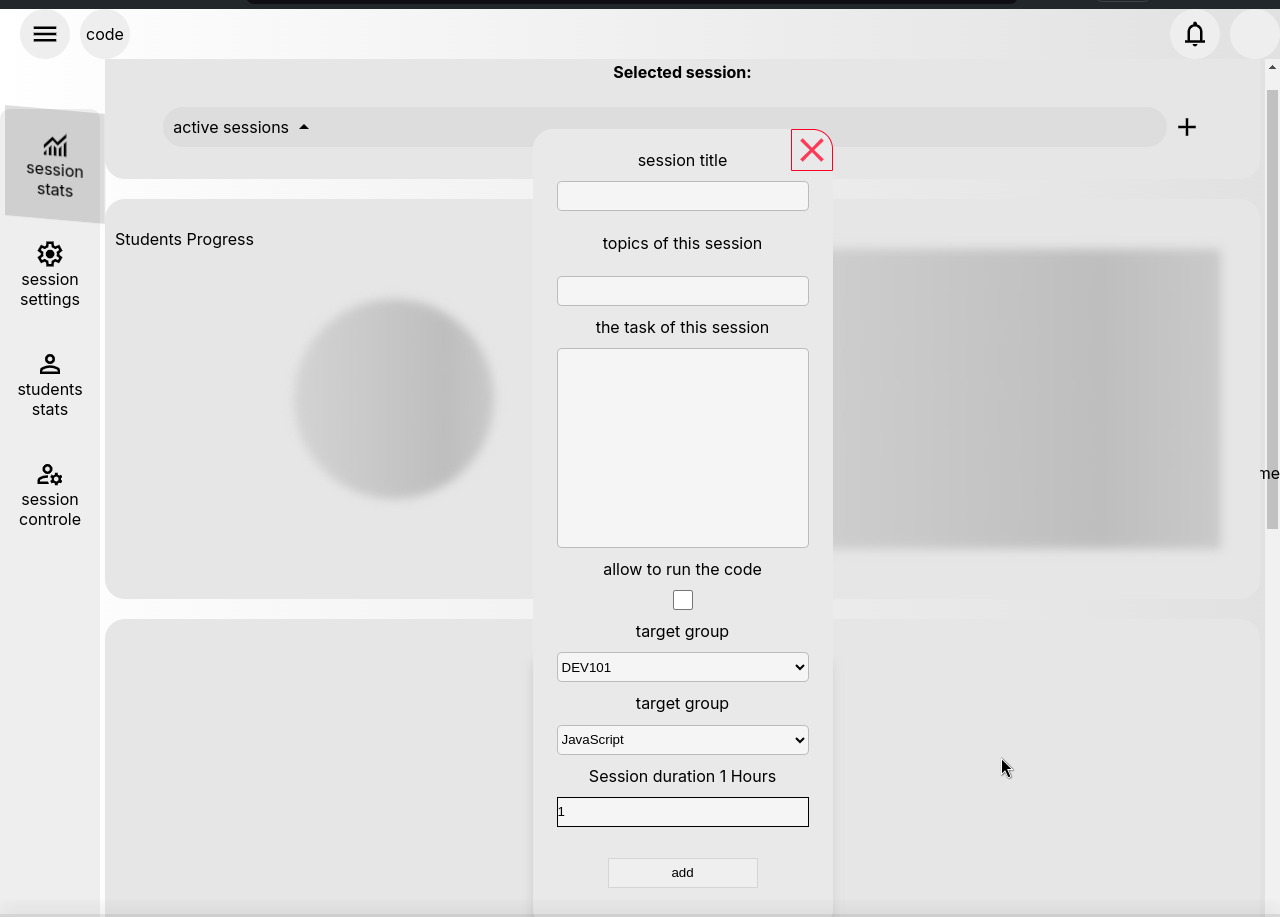 code
Selected session:
active sessions
session title
session
stats
Students Progress
topics of this session
session
settings
the task of this session
students
stats
me
session
controle
allow to run the code
target group
DEV101
target group
JavaScript
Session duration 1 Hours
1
add